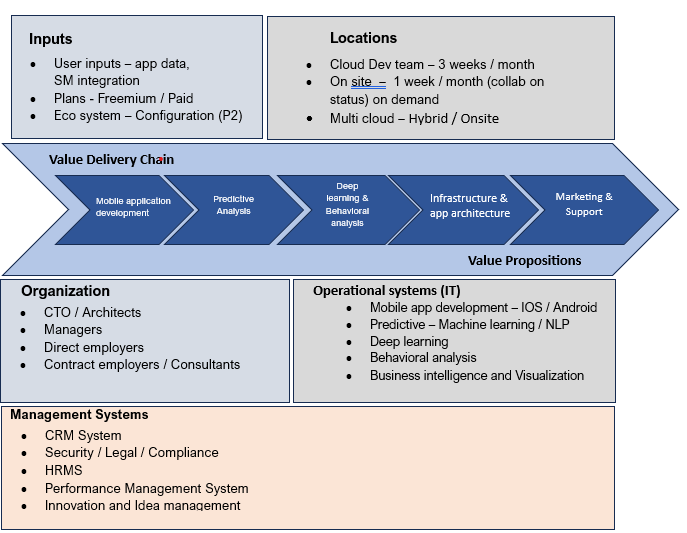 Inputs
• User inputs – app data,
SM integration
• Plans - Freemium / Paid
• Eco system – Configuration (P2)
Locations
• Cloud Dev team – 3 weeks / month
• On site – 1 week / month (collab on
status) on demand
• Multi cloud – Hybrid / Onsite
Value Delivery Chain
Mobile application
development
Predictive
Analysis
Deep
learning &
Behavioral
analysis
Infrastructure &
app architecture
Marketing &
Support
Value Propositions
Organization
• CTO / Architects
• Managers
• Direct employers
• Contract employers / Consultants
Operational systems (IT)
• Mobile app development – IOS / Android
• Predictive – Machine learning / NLP
• Deep learning
• Behavioral analysis
• Business intelligence and Visualization
Management Systems
• CRM System
• Security / Legal / Compliance
• HRMS
• Performance Management System
• Innovation and Idea management